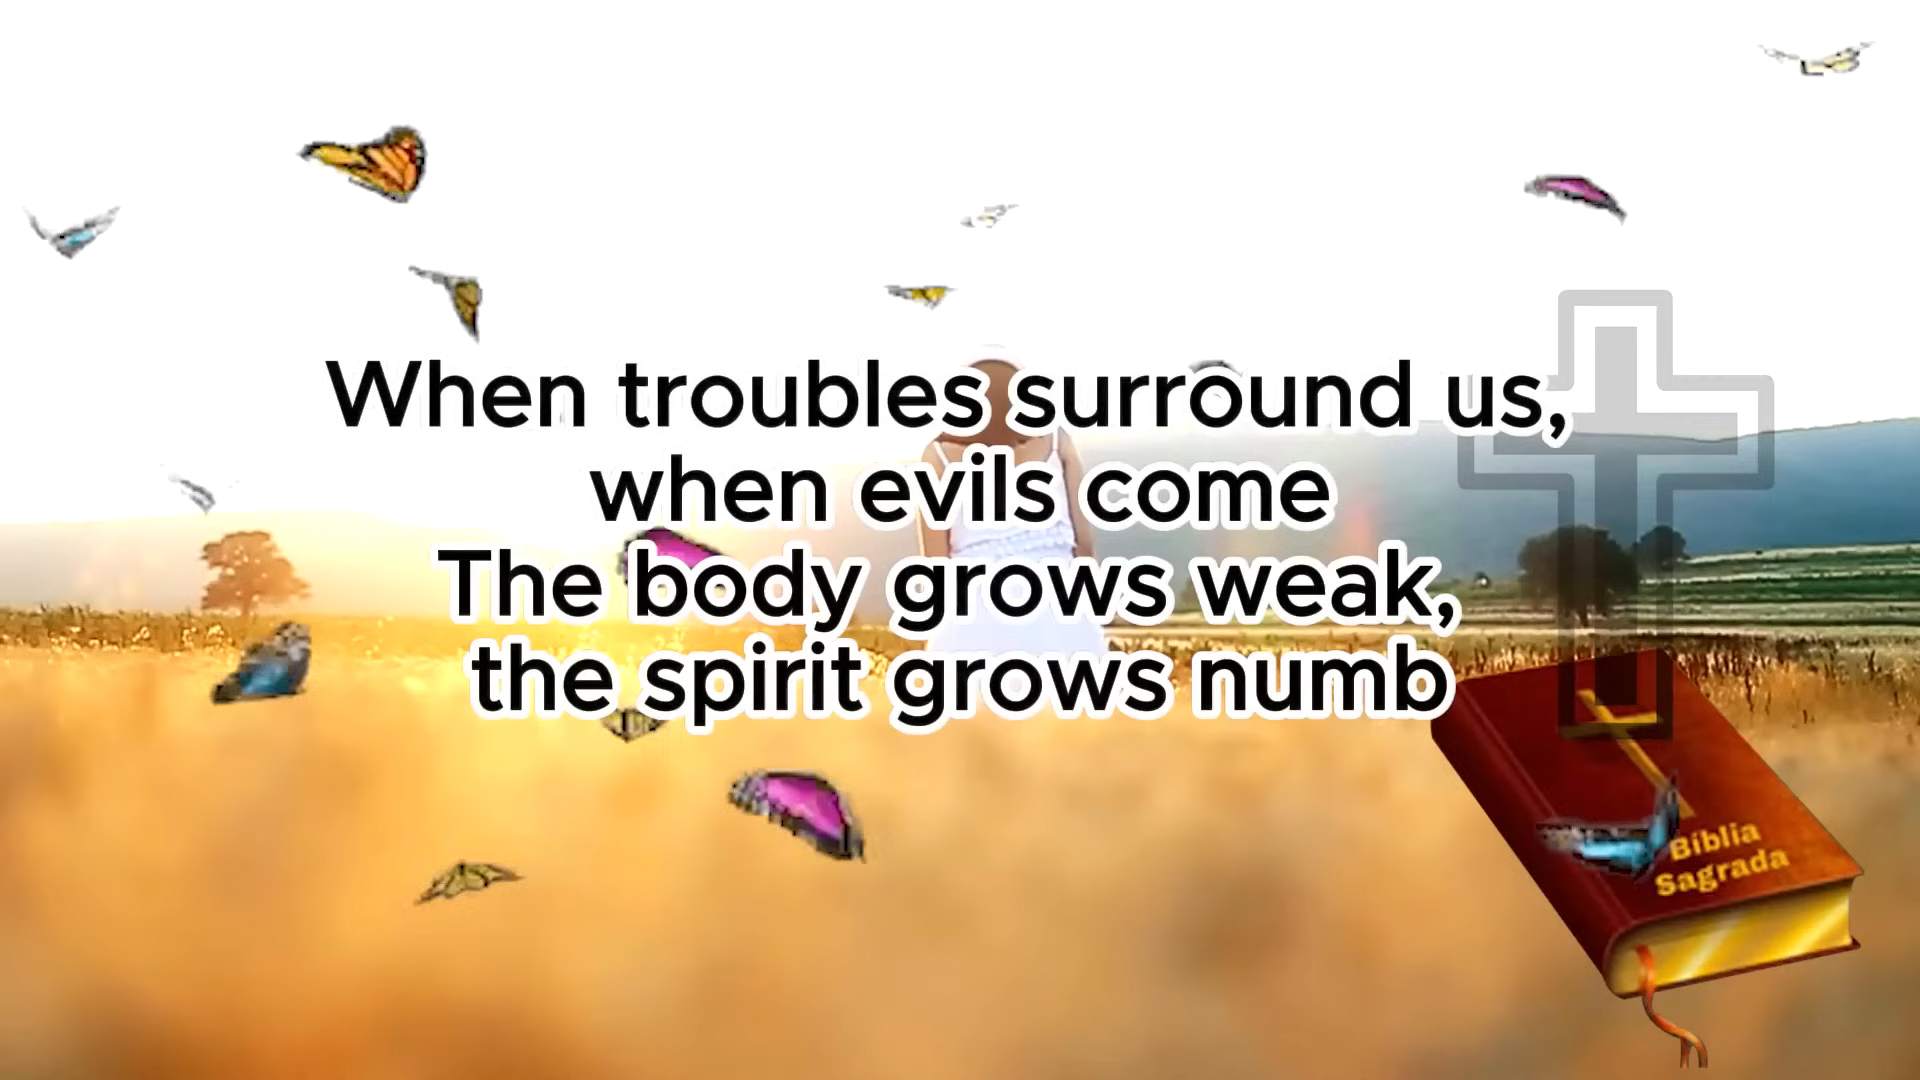 When troubles surround us,
when evils come
The body grows weak,
the spirit grows numb
Bíblia
Sagrada